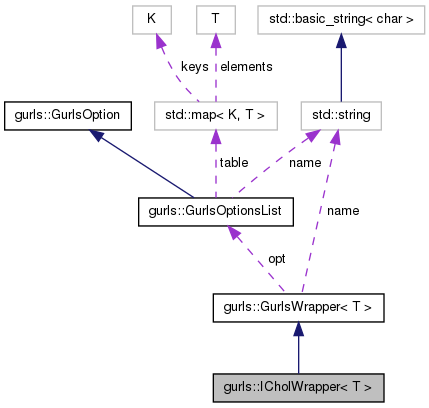 K
T
std::basic_string< char >
keys
elements
gurls::GurlsOption
std::map< K, T >
std::string
table
name
gurls::GurlsOptionsList
name
opt
gurls::GurlsWrapper< T >
gurls::ICholWrapper< T >